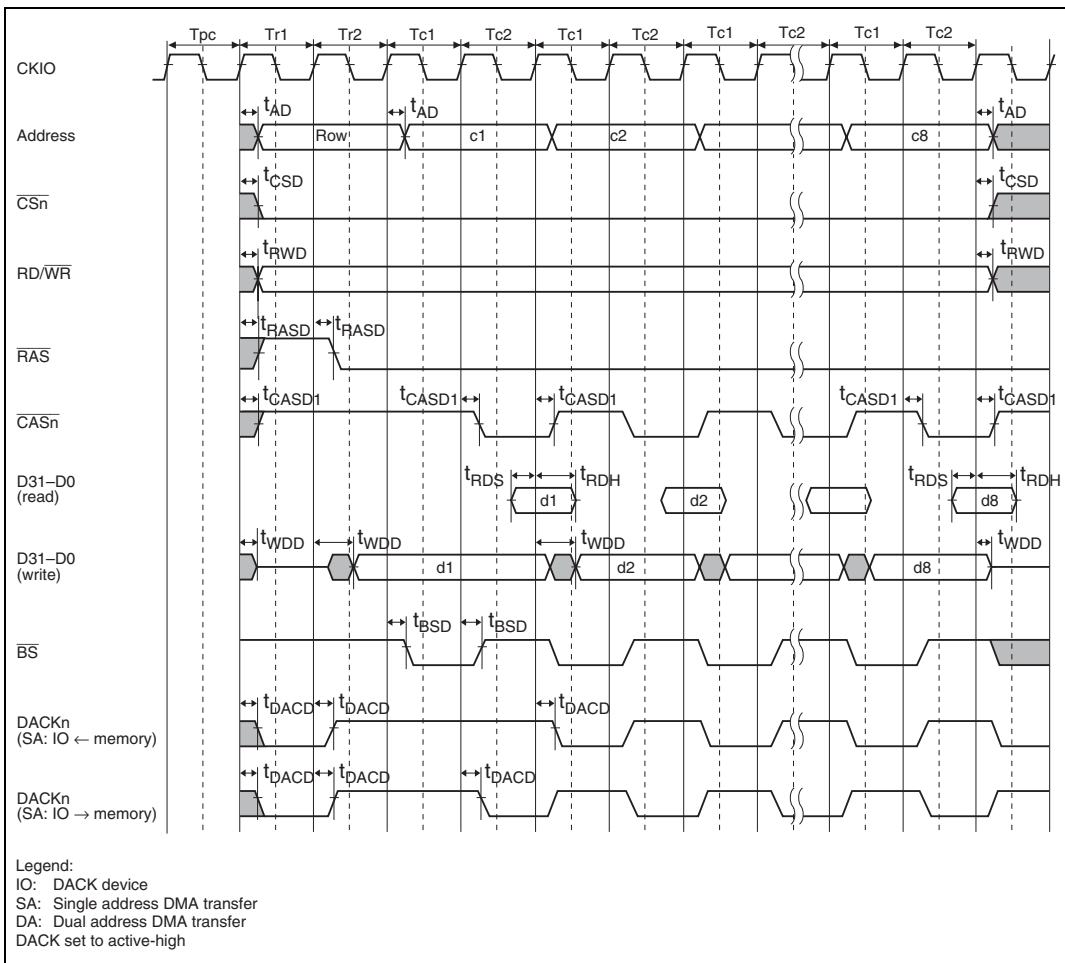 Tpc Tr1 Tr2 Tc1 Tc2 Tc1 Tc2 Tc1 Tc2 Tc1 Tc2
CKIO
tAD tAD tAD
Address Row c1 c2 c8
tCSD tCSD
CSn
tRWD tRWD
RD/WR
tRASD tRASD
RAS
tCASD1 tCASD1 tCASD1 tCASD1 tCASD1
CASn
D31–D0
(read)
tRDS tRDH tRDS tRDH
d1 d2 d8
D31–D0
(write)
tWDD tWDD tWDD tWDD
d1 d2 d8
tBSD tBSD
BS
tDACD tDACD tDACD
DACKn
(SA: IO ← memory)
tDACD tDACD tDACD
DACKn
(SA: IO → memory)
Legend:
IO: DACK device
SA: Single address DMA transfer
DA: Dual address DMA transfer
DACK set to active-high